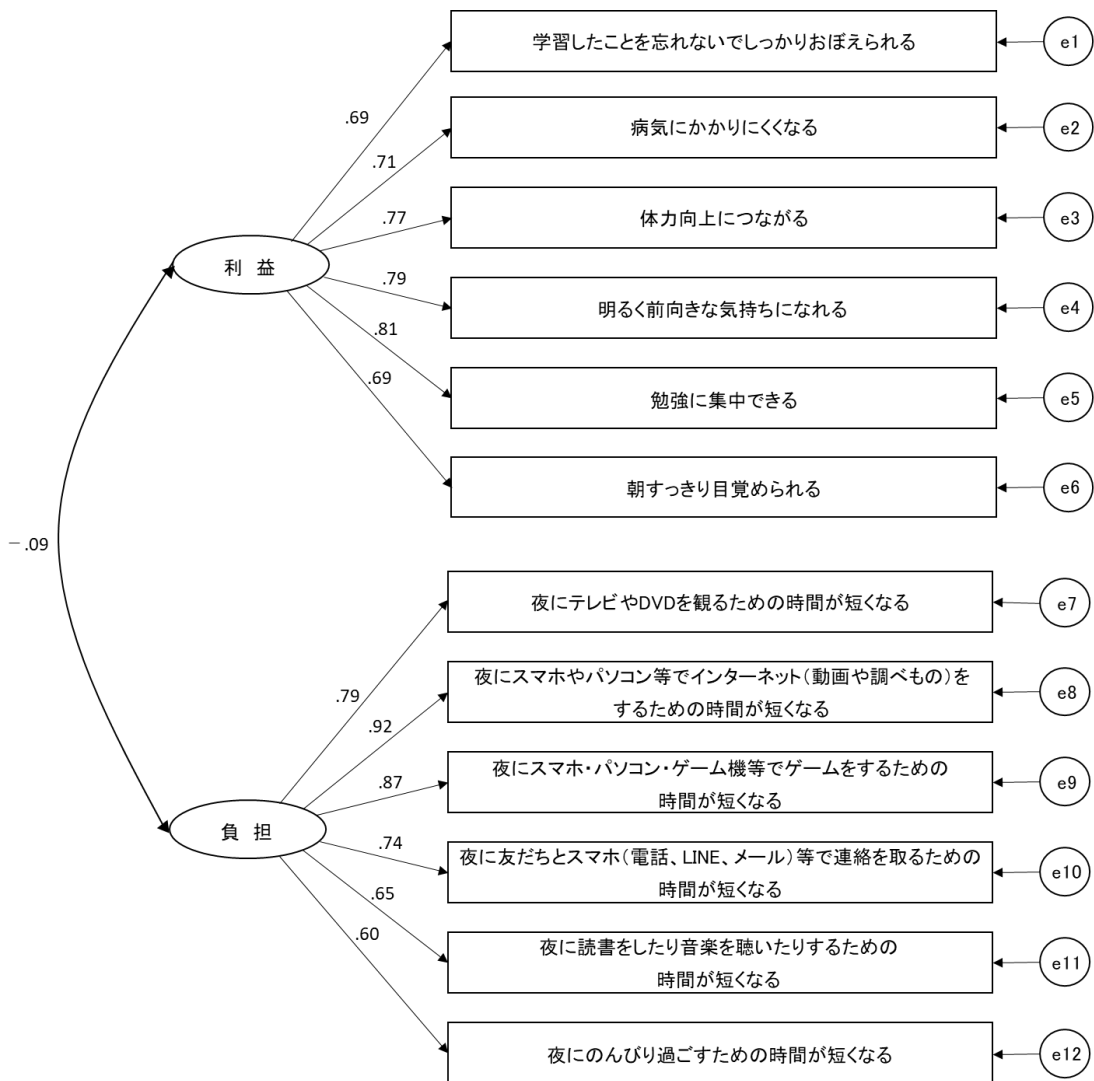 学習したことを忘れないでしっかりおぼえられる
e1
.69
病気にかかりにくくなる
e2
.71
体力向上につながる
e3
.77
利 益
明るく前向きな気持ちになれる
e4
.79
勉強に集中できる
e5
.81
朝すっきり目覚められる
e6
.69
－.09
夜にテレビやDVDを観るための時間が短くなる
e7
.79
夜にスマホやパソコン等でインターネット（動画や調べもの）を
するための時間が短くなる
e8
.92
夜にスマホ・パソコン・ゲーム機等でゲームをするための
時間が短くなる
e9
.87
負 担
夜に友だちとスマホ（電話、LINE、メール）等で連絡を取るための
時間が短くなる
e10
.74
夜に読書をしたり音楽を聴いたりするための
時間が短くなる
e11
.65
夜にのんびり過ごすための時間が短くなる
e12
.60